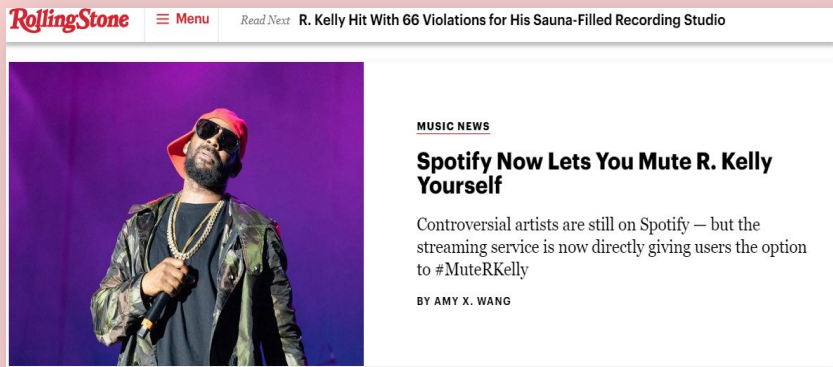 RollingStone
Menu
Read Next R. Kelly Hit With 66 Violations for His Sauna-Filled Recording Studio
MUSIC NEWS
Spotify Now Lets You Mute R. Kelly
Yourself
Controversial artists are still on Spotify — but the
streaming service is now directly giving users the option
to #MuteRKelly
BY AMY X. WANG